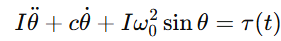 Iθ̈ + cθ̇ + Iω₀² sin θ = τ(t)